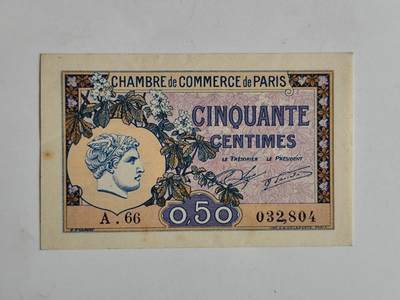 CHAMBRE de COMMERCE de PARIS
CINQUANTE
CENTIMES
LE TRÉSORIER LE PRÉSIDENT
A.66 0,50 032,804